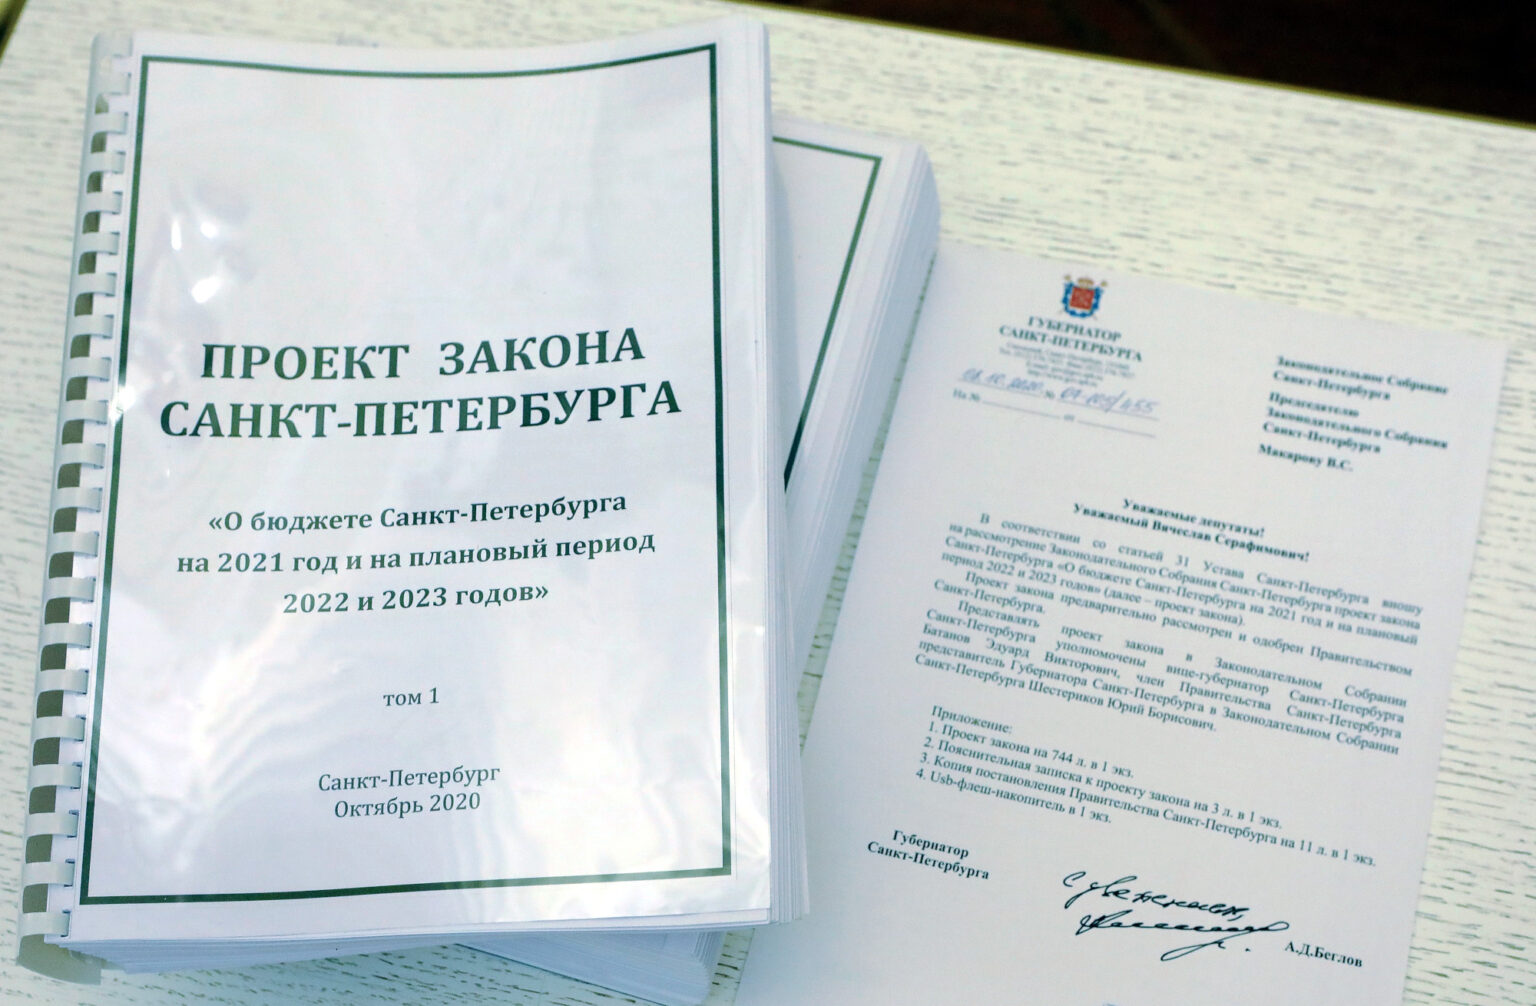 ПРОЕКТ ЗАКОНА
САНКТ-ПЕТЕРБУРГА
«О бюджете Санкт-Петербурга
на 2021 год и на плановый период
2022 и 2023 годов»
том 1
Санкт-Петербург
Октябрь 2020
ГУБЕРНАТОР
САНКТ-ПЕТЕРБУРГА
На № от
Законодательное Собрание
Санкт-Петербурга
Председателю
Законодательного Собрания
Санкт-Петербурга
Макарову В.С.
Уважаемые депутаты!
Уважаемый Вячеслав Серафимович!
В соответствии со статьей 31 Устава Санкт-Петербурга вношу
на рассмотрение Законодательного Собрания Санкт-Петербурга проект закона
Санкт-Петербурга «О бюджете Санкт-Петербурга на 2021 год и на плановый
период 2022 и 2023 годов» (далее – проект закона).
Проект закона предварительно рассмотрен и одобрен Правительством
Санкт-Петербурга.
Представлять проект закона в Законодательном Собрании
Санкт-Петербурга уполномочены вице-губернатор Санкт-Петербурга
Батанов Эдуард Викторович, член Правительства Санкт-Петербурга
представитель Губернатора Санкт-Петербурга в Законодательном Собрании
Санкт-Петербурга Шестериков Юрий Борисович.
Приложение:
1. Проект закона на 744 л. в 1 экз.
2. Пояснительная записка к проекту закона на 3 л. в 1 экз.
3. Копия постановления Правительства Санкт-Петербурга на 11 л. в 1 экз.
4. Usb-флеш-накопитель в 1 экз.
Губернатор
Санкт-Петербурга
С уважением,
А.Д.Беглов